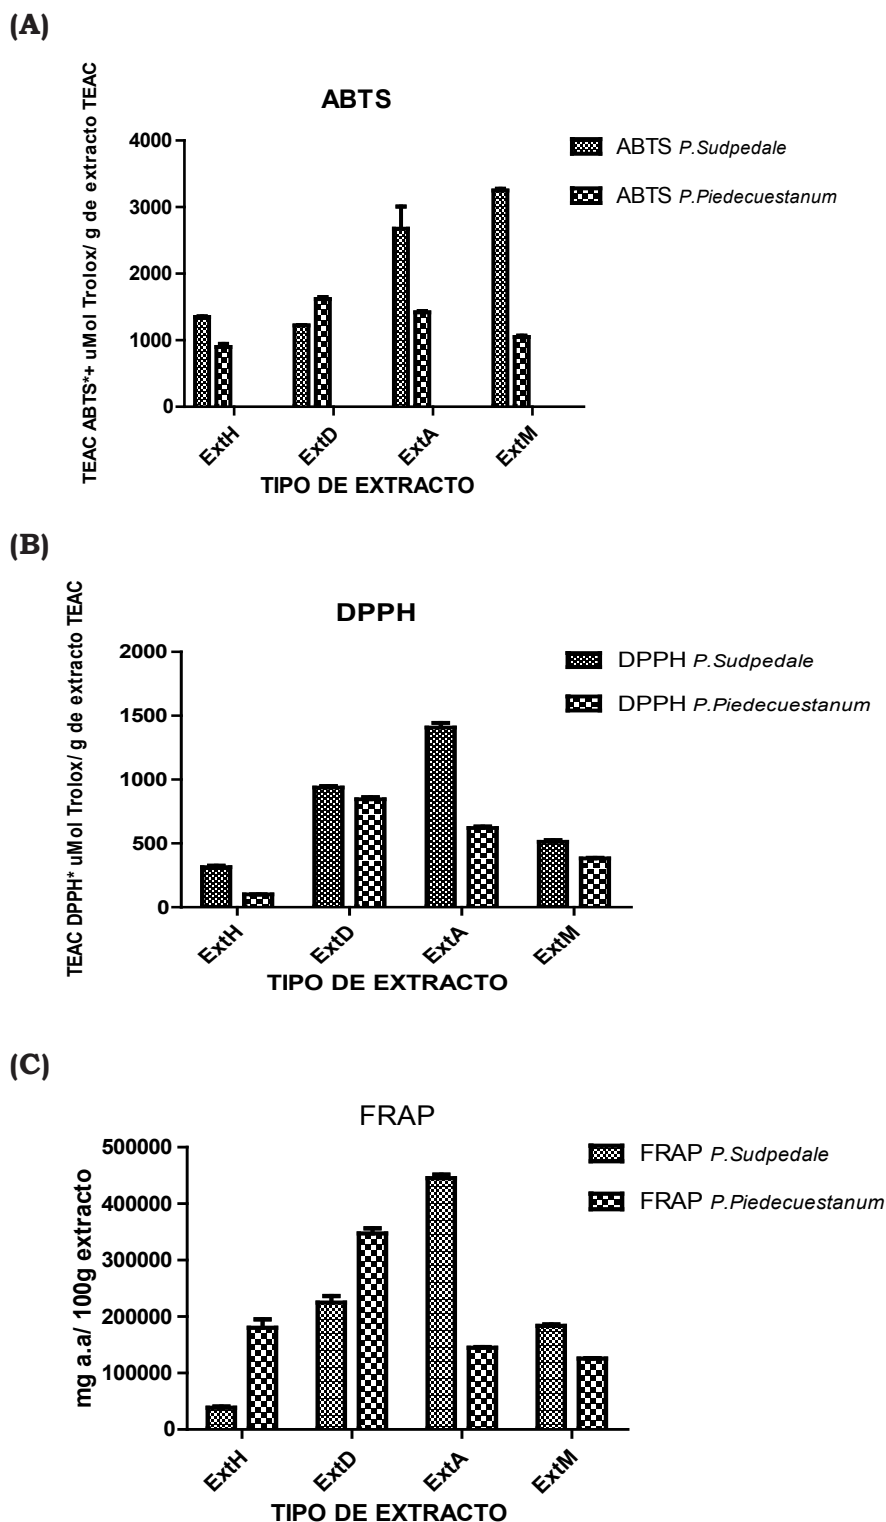 (A)
ABTS
TEAC ABTS*+ uMol Trolox/ g de extracto TEAC
4000
3000
2000
1000
0
ExtH
ExtD
ExtA
ExtM
TIPO DE EXTRACTO
ABTS P.Sudpedale
ABTS P.Piedecuestanum
(B)
DPPH
TEAC DPPH* uMol Trolox/ g de extracto TEAC
2000
1500
1000
500
0
ExtH
ExtD
ExtA
ExtM
TIPO DE EXTRACTO
DPPH P.Sudpedale
DPPH P.Piedecuestanum
(C)
FRAP
mg a.a/ 100g extracto
500000
400000
300000
200000
100000
0
ExtH
ExtD
ExtA
ExtM
TIPO DE EXTRACTO
FRAP P.Sudpedale
FRAP P.Piedecuestanum